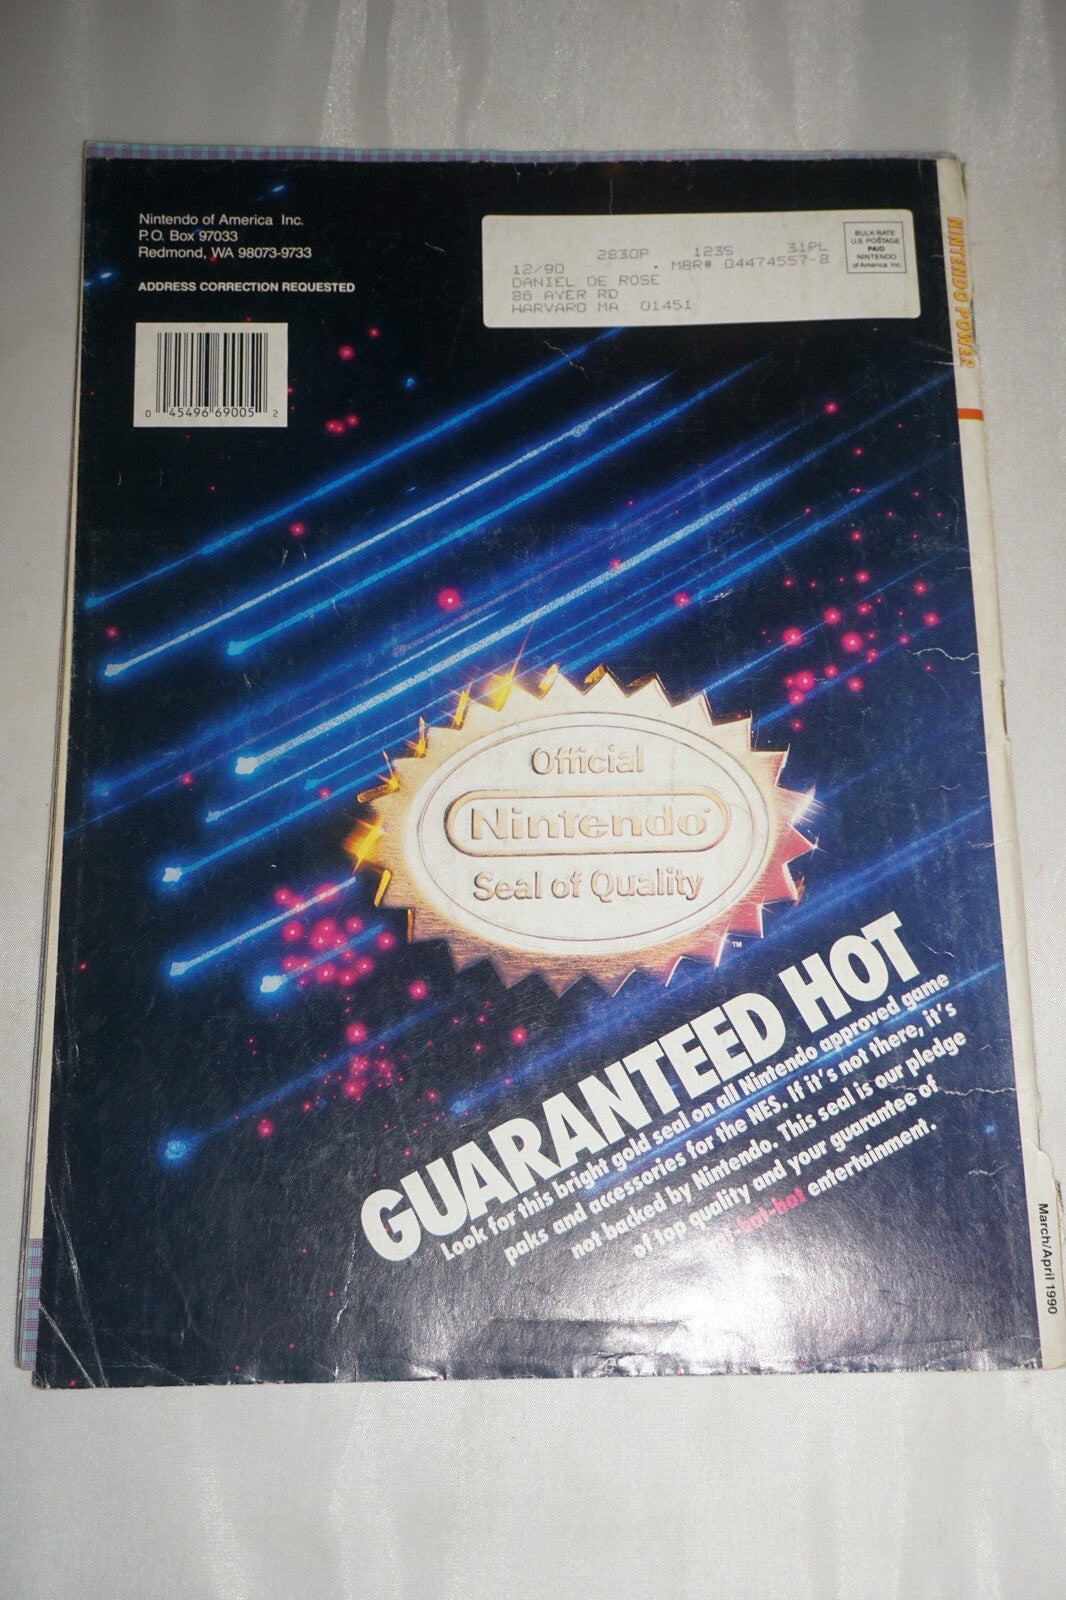 Nintendo of America Inc.
P.O. Box 97033
Redmond, WA 98073-9733
ADDRESS CORRECTION REQUESTED
2830P 123S 31PL
12/90 . MBR# 04474557-8
DANIEL DE ROSE
86 AYER RD
HARVARD MA 01451
BULK RATE
U.S. POSTAGE
PAID
NINTENDO
of America Inc.
0 45496 69005 2
NINTENDO POWER
Official
Nintendo®
Seal of Quality
TM
GUARANTEED HOT
Look for this bright gold seal on all Nintendo approved game
paks and accessories for the NES. If it's not there, it's
not backed by Nintendo. This seal is our pledge
of top quality and your guarantee of
hot-hot entertainment.
March/April 1990